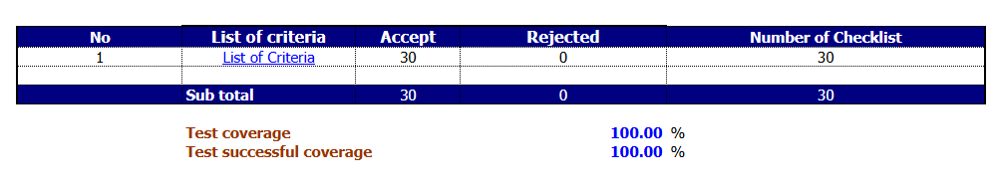 No List of criteria Accept Rejected Number of Checklist
1 List of Criteria 30 0 30
Sub total 30 0 30
Test coverage 100.00 %
Test successful coverage 100.00 %